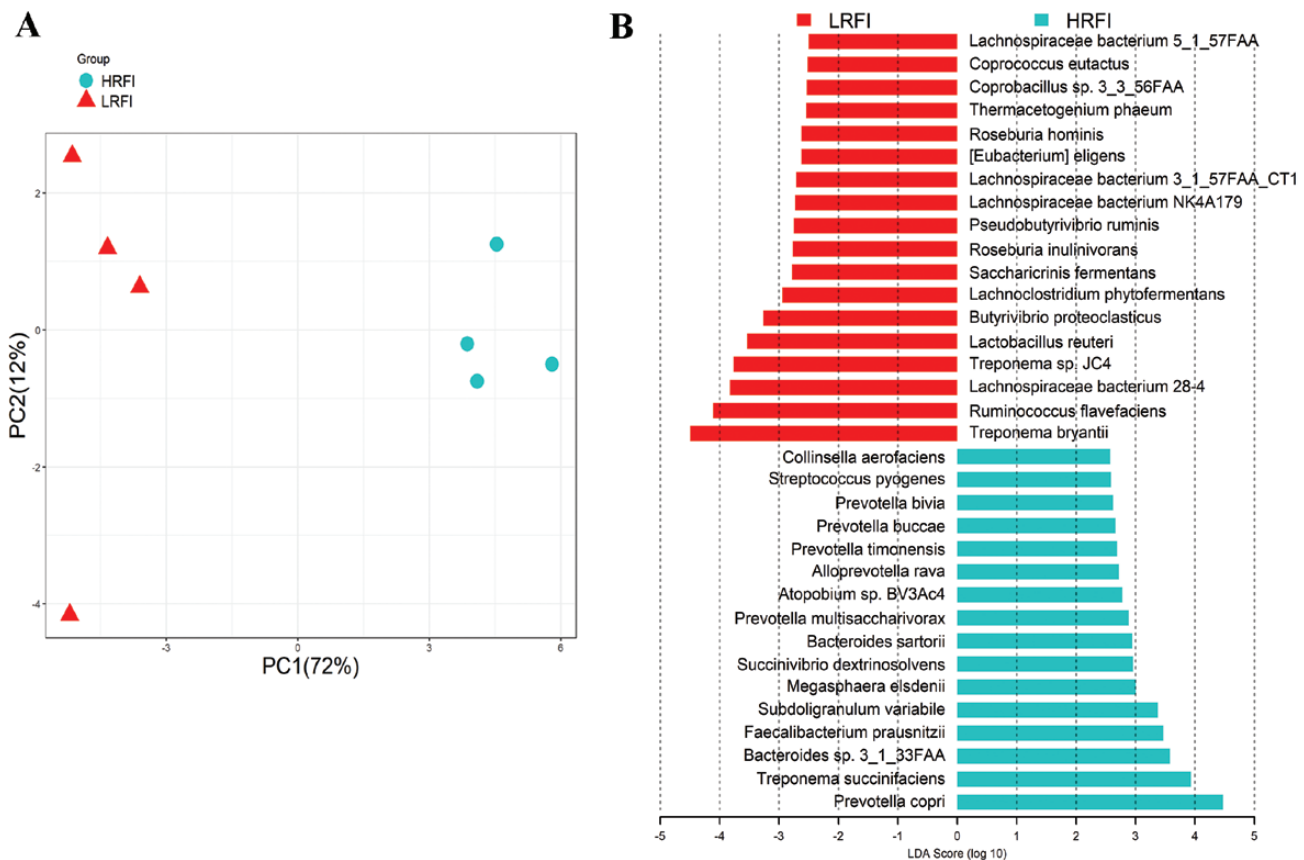 A
Group
HRFI
LRFI
2
0
-2
-4
PC2(12%)
-3
0
3
6
PC1(72%)
B
LRFI
HRFI
Lachnospiraceae bacterium 5_1_57FAA
Coprococcus eutactus
Coprobacillus sp. 3_3_56FAA
Thermacetogenium phaeum
Roseburia hominis
[Eubacterium] eligens
Lachnospiraceae bacterium 3_1_57FAA_CT1
Lachnospiraceae bacterium NK4A179
Pseudobutyrivibrio ruminis
Roseburia inulinivorans
Saccharicrinis fermentans
Lachnoclostridium phytofermentans
Butyrivibrio proteoclasticus
Lactobacillus reuteri
Treponema sp. JC4
Lachnospiraceae bacterium 28-4
Ruminococcus flavefaciens
Treponema bryantii
Collinsella aerofaciens
Streptococcus pyogenes
Prevotella bivia
Prevotella buccae
Prevotella timonensis
Alloprevotella rava
Atopobium sp. BV3Ac4
Prevotella multisaccharivorax
Bacteroides sartorii
Succinivibrio dextrinosolvens
Megasphaera elsdenii
Subdoligranulum variabile
Faecalibacterium prausnitzii
Bacteroides sp. 3_1_33FAA
Treponema succinifaciens
Prevotella copri
-5 -4 -3 -2 -1 0 1 2 3 4 5
LDA Score (log 10)